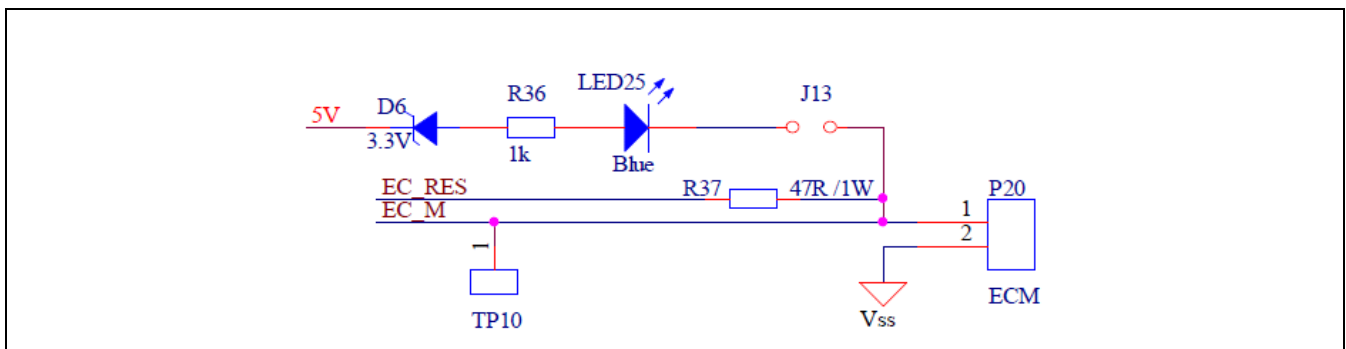 LED25
R36
J13
D6
5V
3.3V
1k
Blue
EC_RES
R37
47R /1W
P20
EC_M
1
2
1
ECM
TP10
Vss